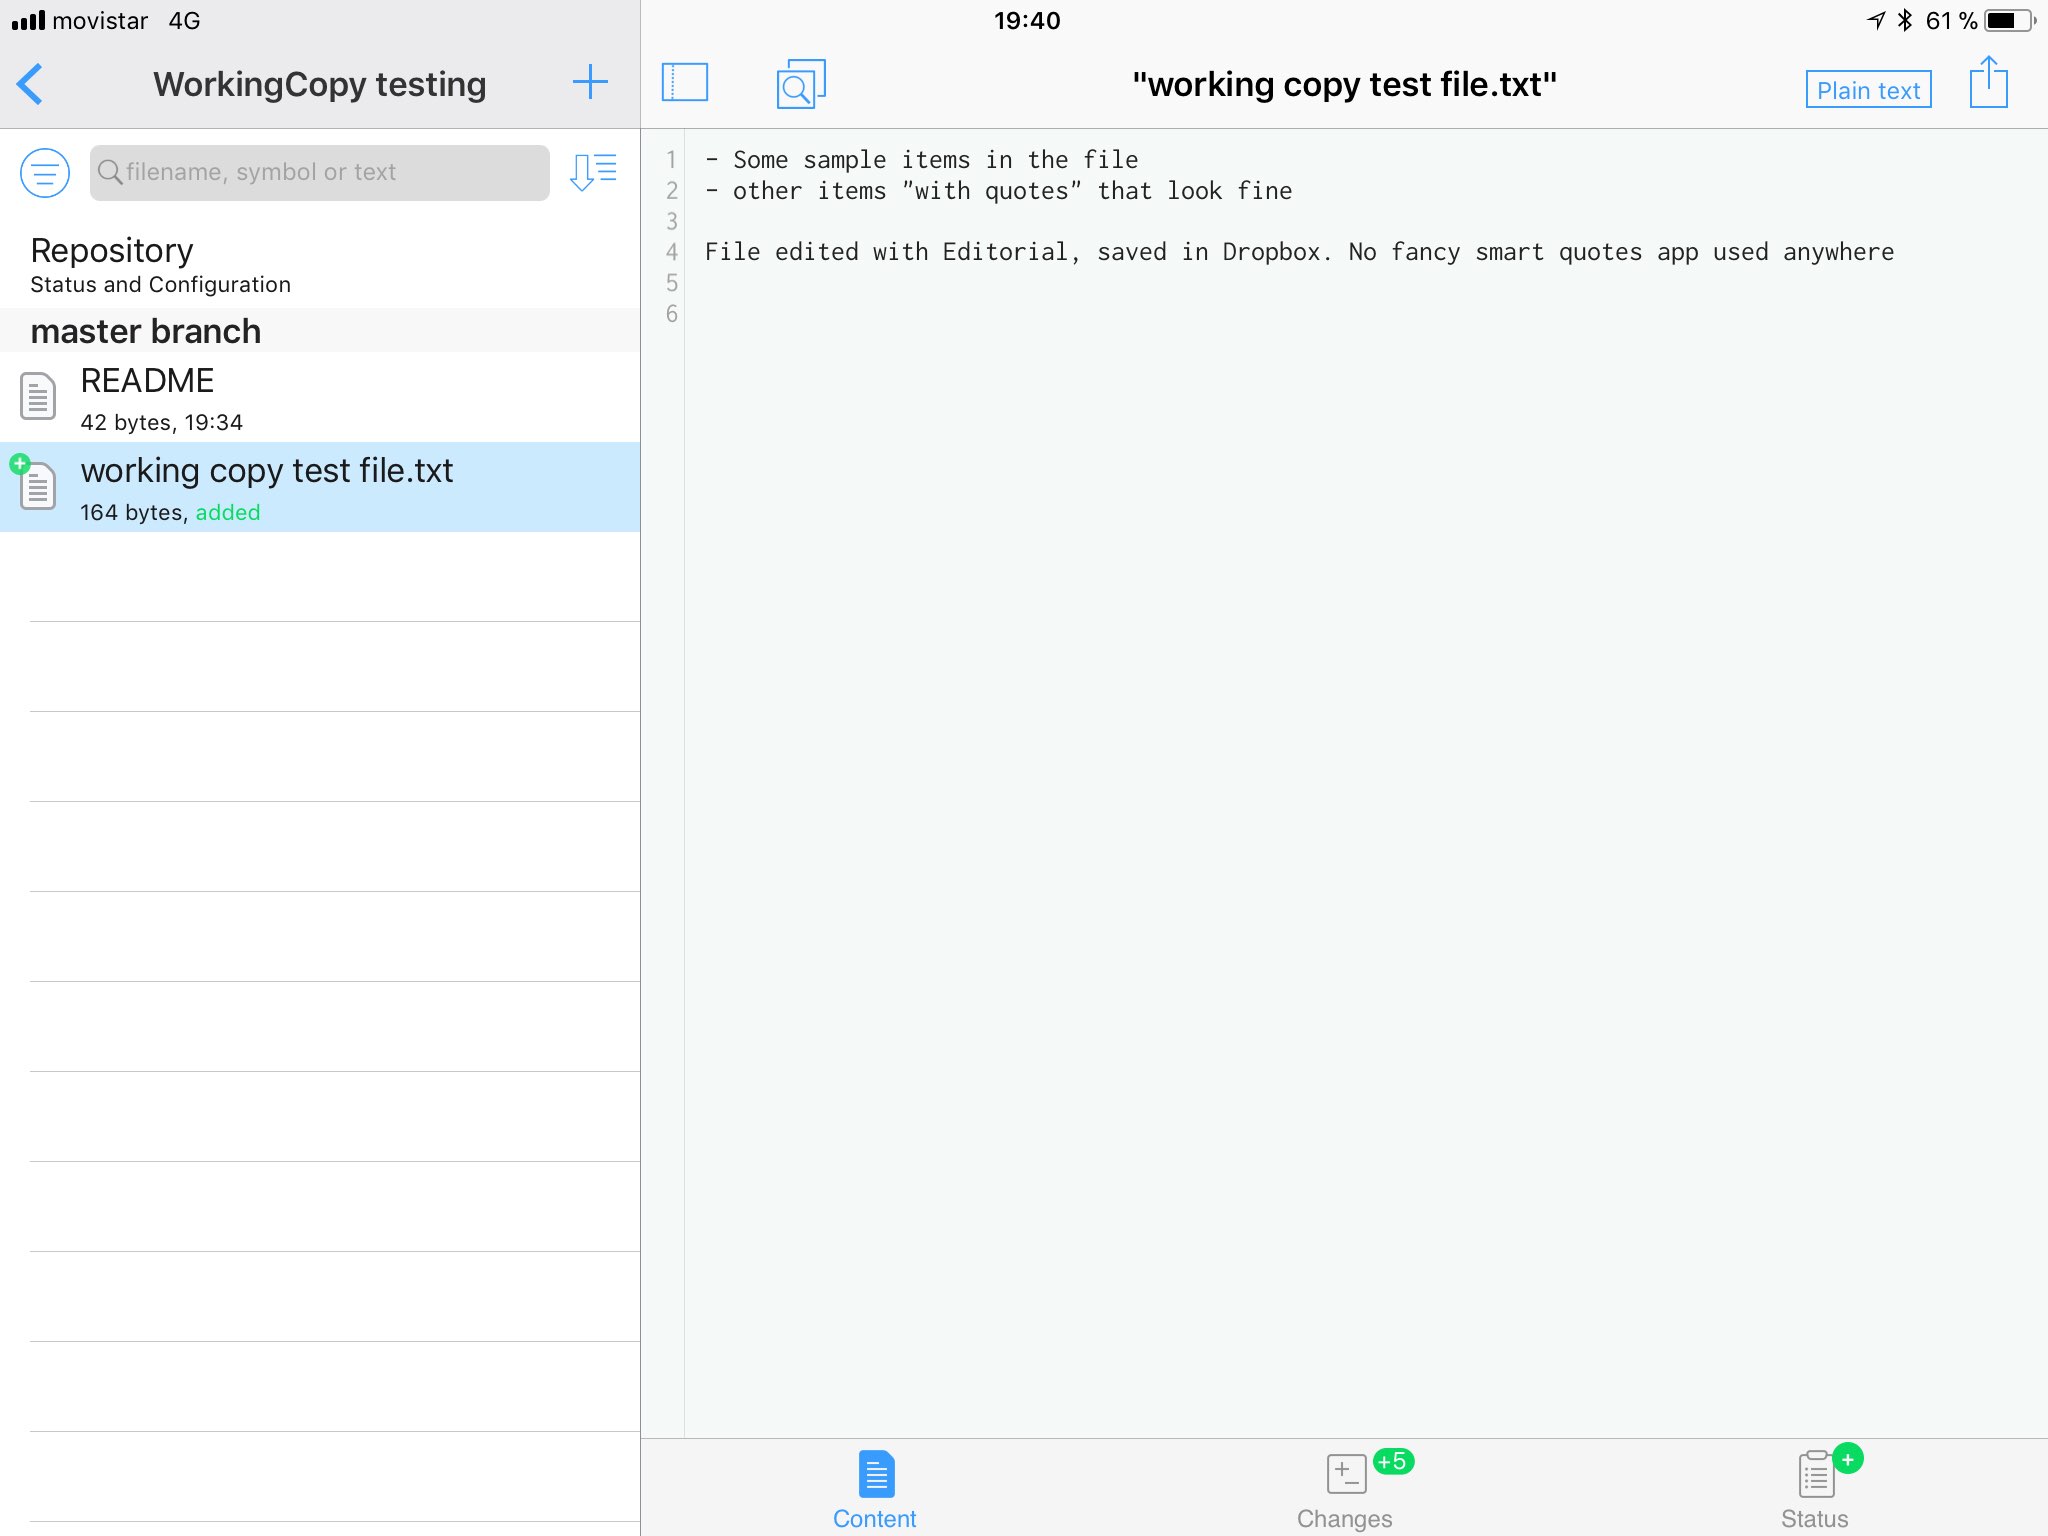 movistar 4G 19:40 61 %
WorkingCopy testing
"working copy test file.txt"
Plain text
filename, symbol or text
Repository
Status and Configuration
master branch
README
42 bytes, 19:34
working copy test file.txt
164 bytes, added
1 - Some sample items in the file
2 - other items "with quotes" that look fine
3
4 File edited with Editorial, saved in Dropbox. No fancy smart quotes app used anywhere
5
6
Content
+5
Changes
+
Status